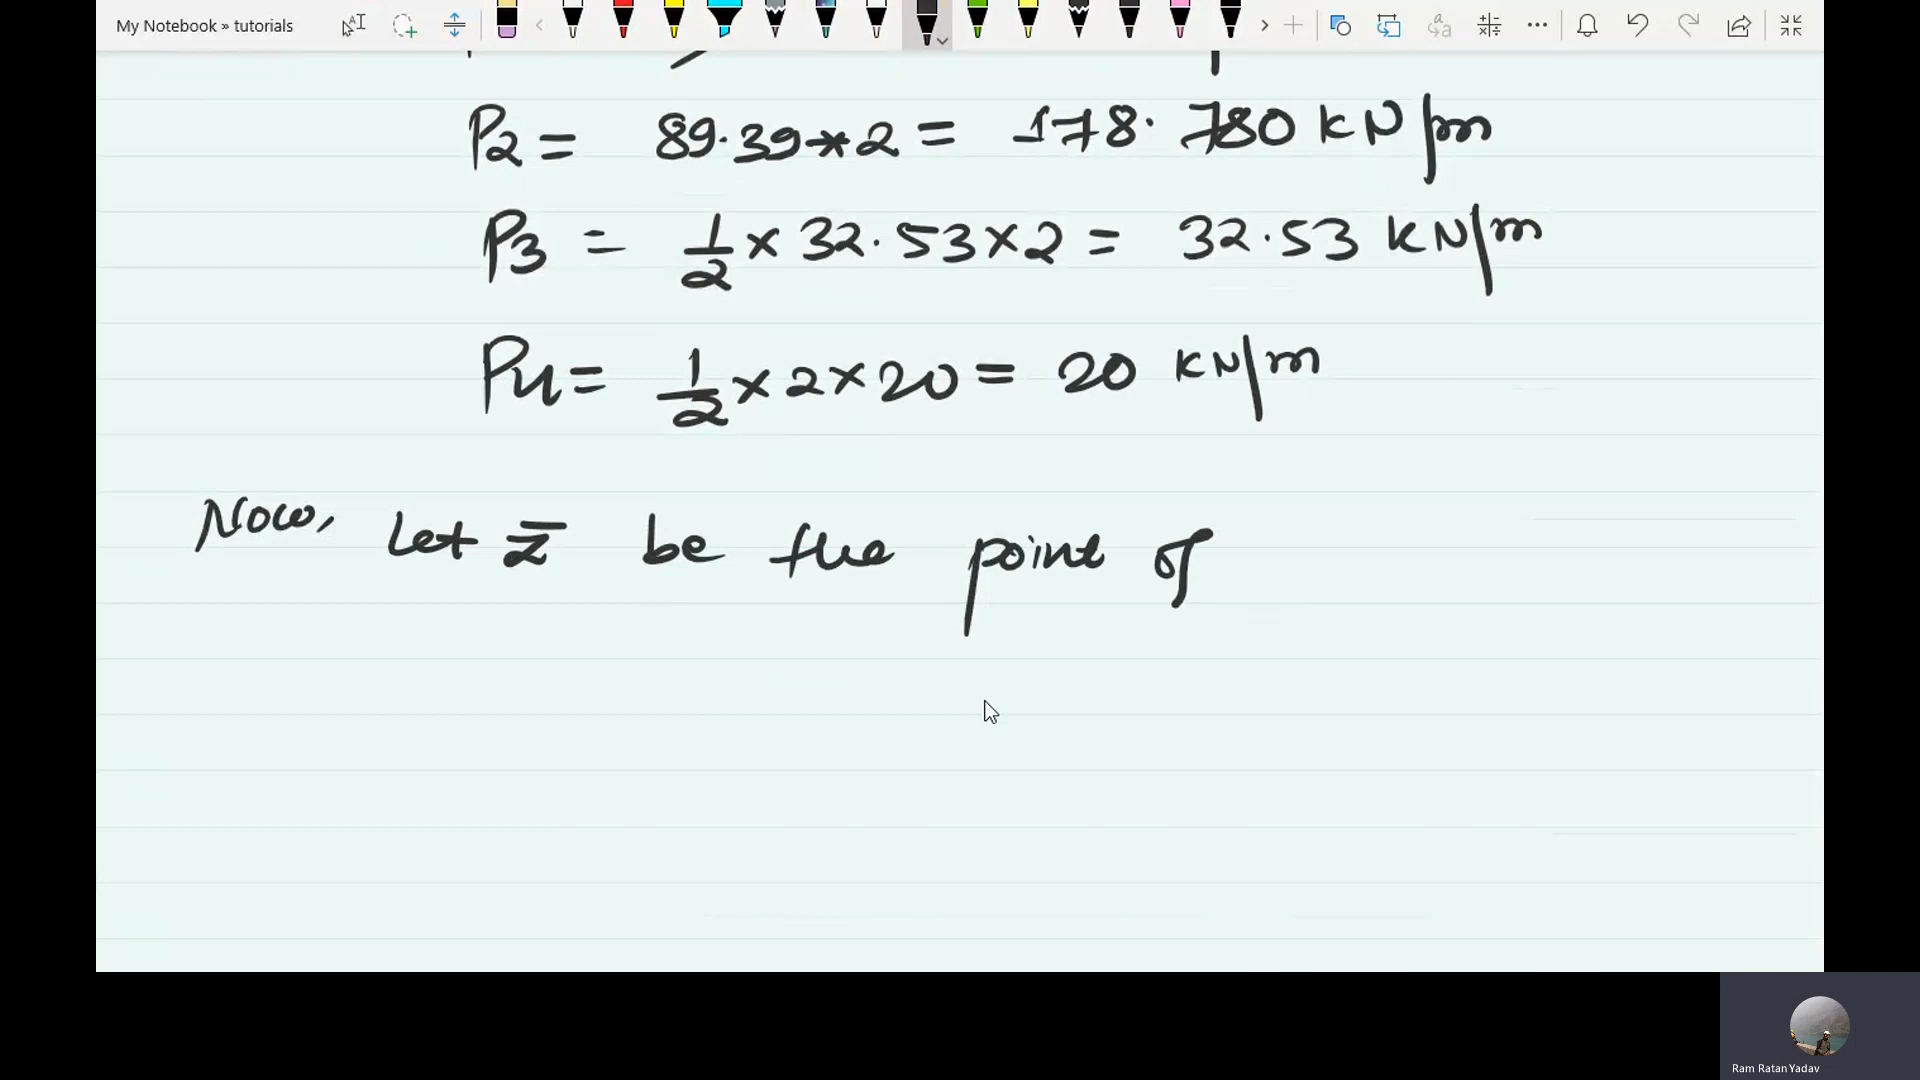 My Notebook » tutorials
P2 = 89.39*2 = 178.780 KN/m
P3 = 1/2 × 32.53×2 = 32.53 KN/m
P4 = 1/2 × 2 × 20 = 20 KN/m
Now, Let z̅ be the point of
Ram Ratan Yadav